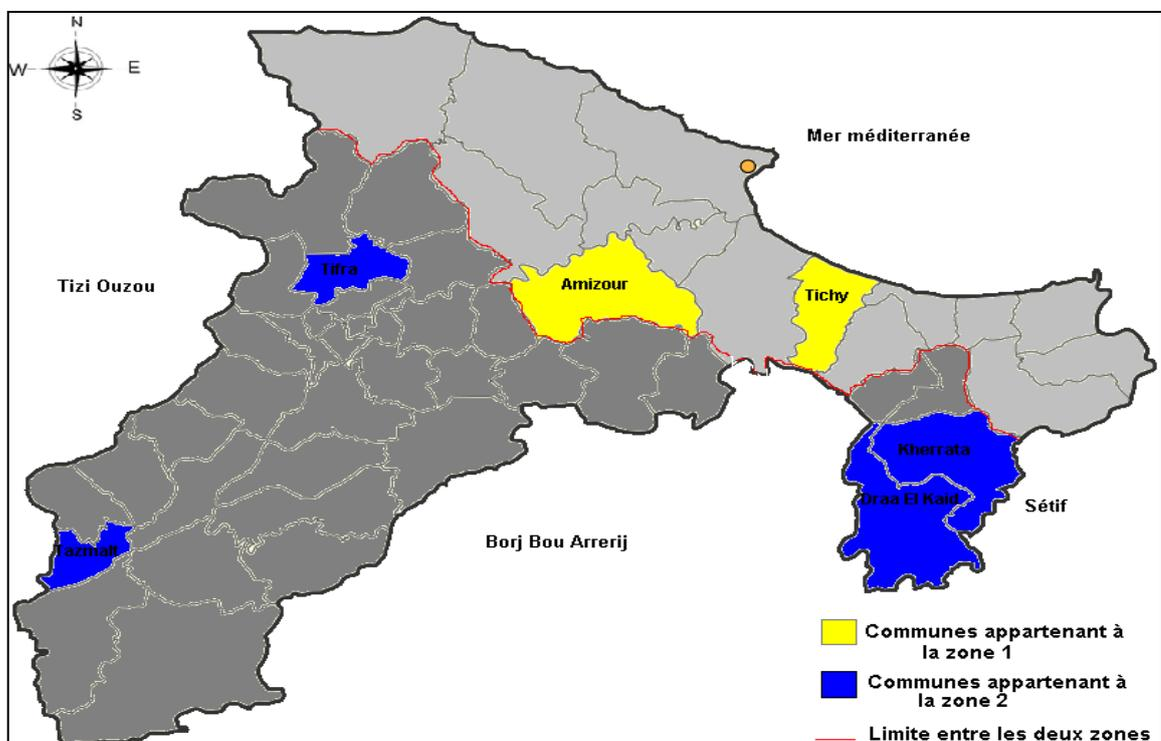 N
W
E
S
Mer méditerranée
Tizi Ouzou
Tifra
Amizour
Tichy
Kherrata
Draa El Kaid
Sétif
Tazmalt
Borj Bou Arrerij
Communes appartenant à
la zone 1
Communes appartenant à
la zone 2
Limite entre les deux zones